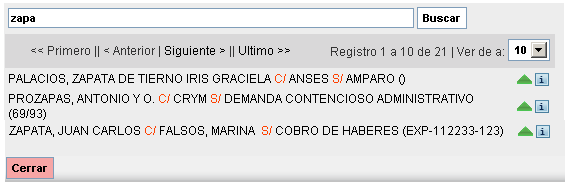 zapa Buscar
<< Primero || < Anterior | Siguiente > || Ultimo >> Registro 1 a 10 de 21 | Ver de a: 10
PALACIOS, ZAPATA DE TIERNO IRIS GRACIELA C/ ANSES S/ AMPARO ()
PROZAPAS, ANTONIO Y O. C/ CRYM S/ DEMANDA CONTENCIOSO ADMINISTRATIVO
(69/93)
ZAPATA, JUAN CARLOS C/ FALSOS, MARINA S/ COBRO DE HABERES (EXP-112233-123)
Cerrar